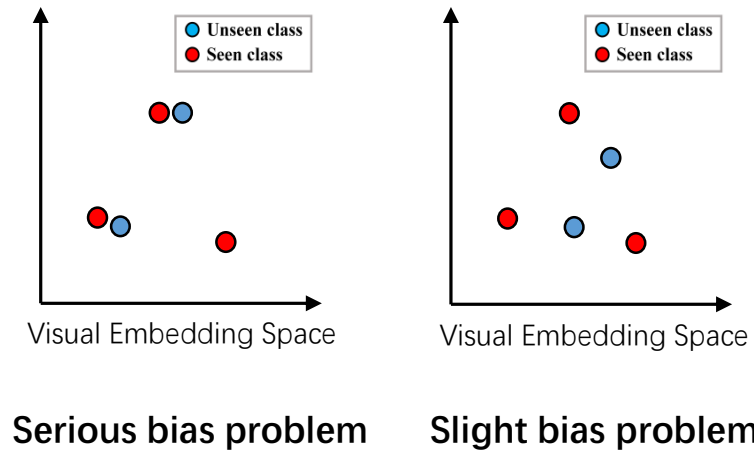 Unseen class
Seen class
Visual Embedding Space
Serious bias problem
Unseen class
Seen class
Visual Embedding Space
Slight bias problem